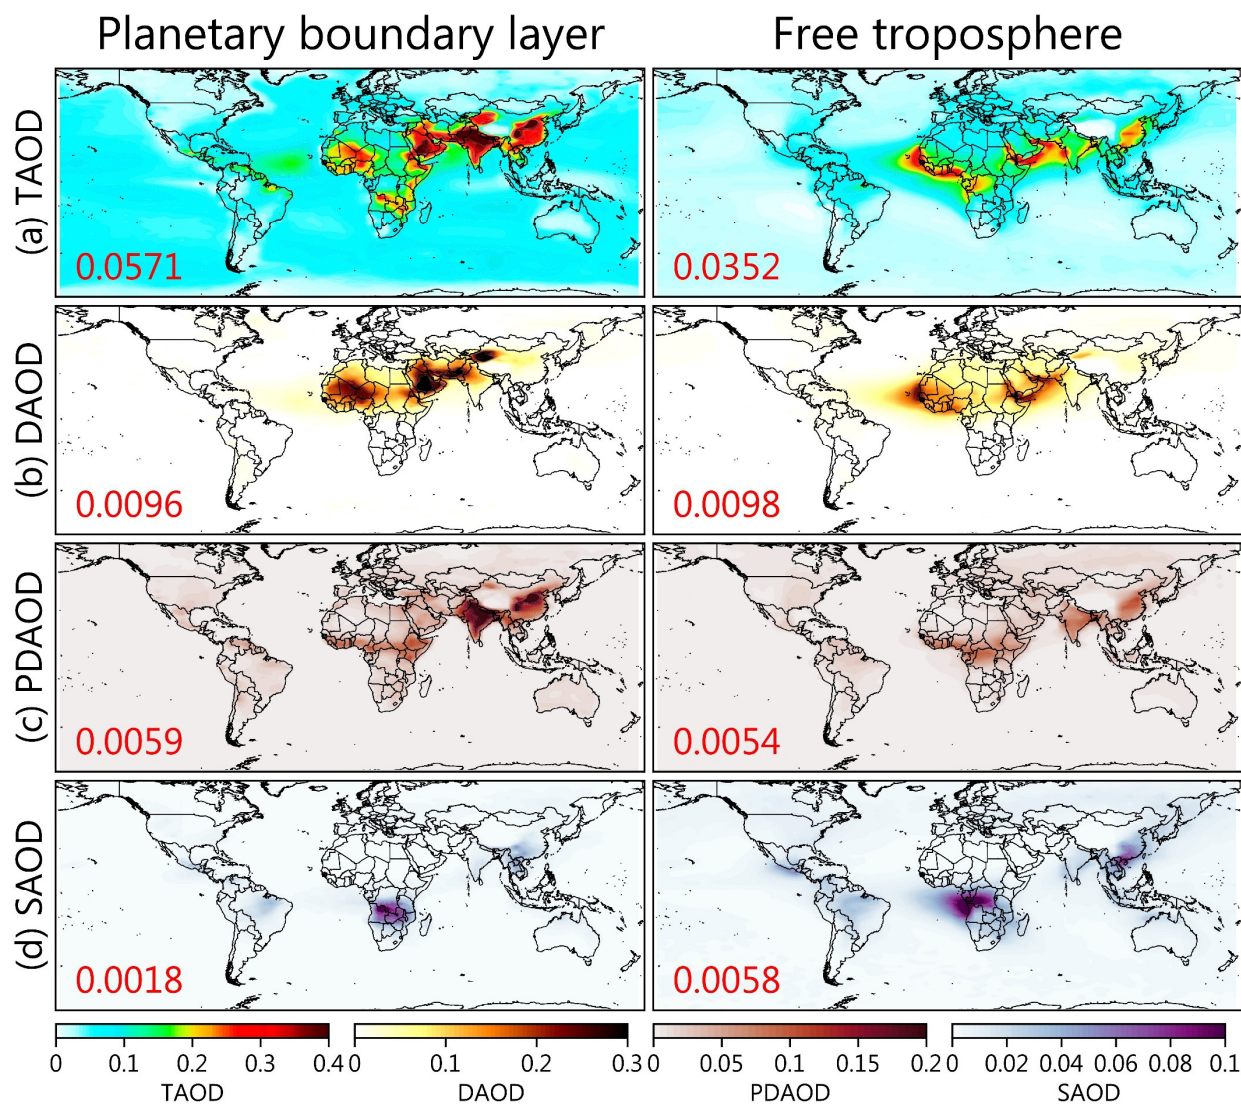 Planetary boundary layer
Free troposphere
(a) TAOD
0.0571
0.0352
(b) DAOD
0.0096
0.0098
(c) PDAOD
0.0059
0.0054
(d) SAOD
0.0018
0.0058
0 0.1 0.2 0.3 0.4
TAOD
0 0.1 0.2 0.3
DAOD
0 0.05 0.1 0.15 0.2
PDAOD
0 0.02 0.04 0.06 0.08 0.1
SAOD